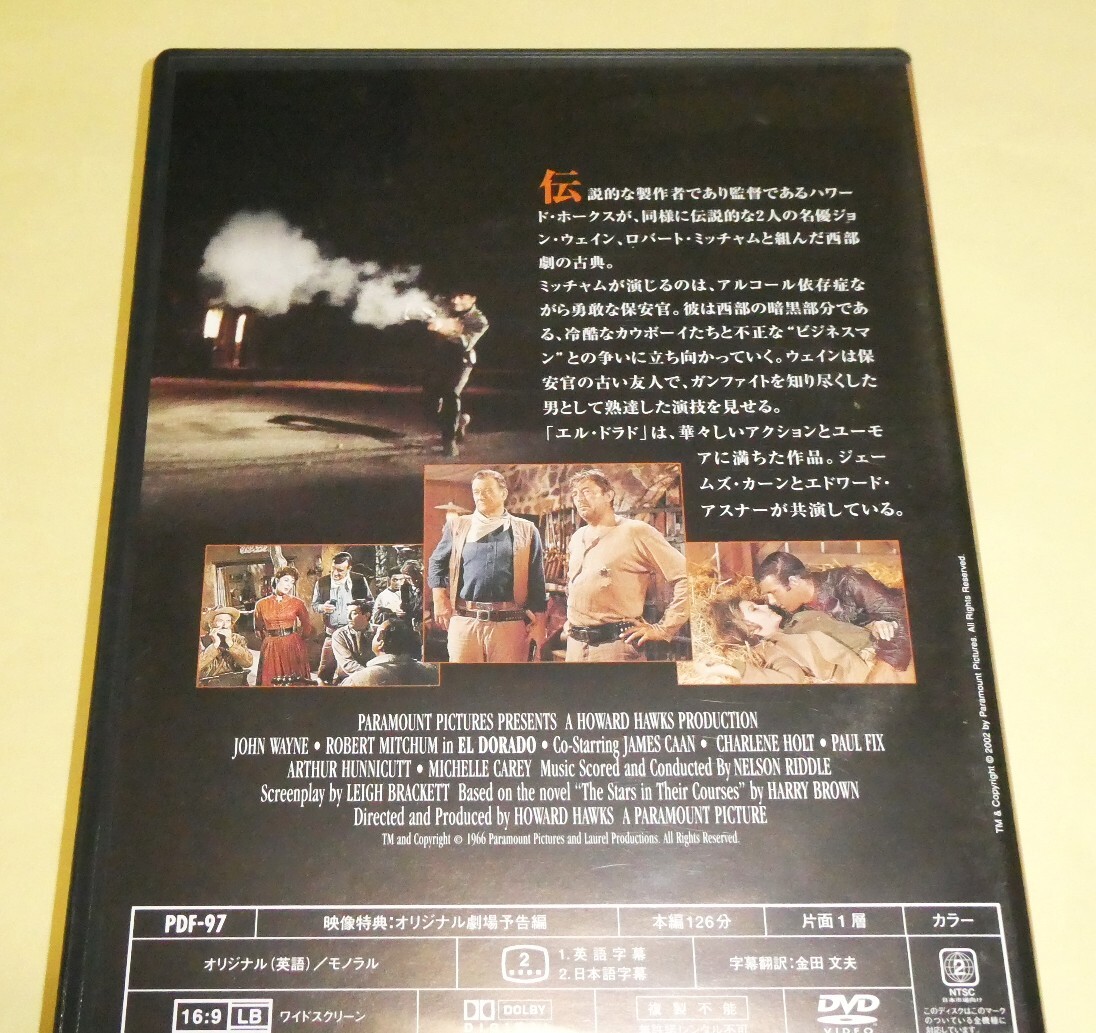 伝説的な製作者であり監督であるハワー
ド・ホークスが、同様に伝説的な2人の名優ジョ
ン・ウェイン、ロバート・ミッチャムと組んだ西部
劇の古典。
ミッチャムが演じるのは、アルコール依存症な
がら勇敢な保安官。彼は西部の暗黒部分であ
る、冷酷なカウボーイたちと不正な“ビジネスマ
ン”との争いに立ち向かっていく。ウェインは保
安官の古い友人で、ガンファイトを知り尽くした
男として熟達した演技を見せる。
「エル・ドラド」は、華々しいアクションとユーモ
アに満ちた作品。ジェー
ムズ・カーンとエドワード・
アスナーが共演している。
TM & Copyright © 2002 by Paramount Pictures. All Rights Reserved.
PARAMOUNT PICTURES PRESENTS A HOWARD HAWKS PRODUCTION
JOHN WAYNE • ROBERT MITCHUM in EL DORADO • Co-Starring JAMES CAAN • CHARLENE HOLT • PAUL FIX
ARTHUR HUNNICUTT • MICHELLE CAREY Music Scored and Conducted By NELSON RIDDLE
Screenplay by LEIGH BRACKETT Based on the novel “The Stars in Their Courses” by HARRY BROWN
Directed and Produced by HOWARD HAWKS A PARAMOUNT PICTURE
TM and Copyright © 1966 Paramount Pictures and Laurel Productions. All Rights Reserved.
PDF-97 映像特典:オリジナル劇場予告編 本編126分 片面1層 カラー
オリジナル(英語)/モノラル
2
1.英語字幕
2.日本語字幕
字幕翻訳:金田 文夫
2
NTSC
日本市場向け
このディスクはこのマーク
のついている全機種に
対応しています。
16:9 LB ワイドスクリーン
DOLBY
複製不能
DVD
VIDEO